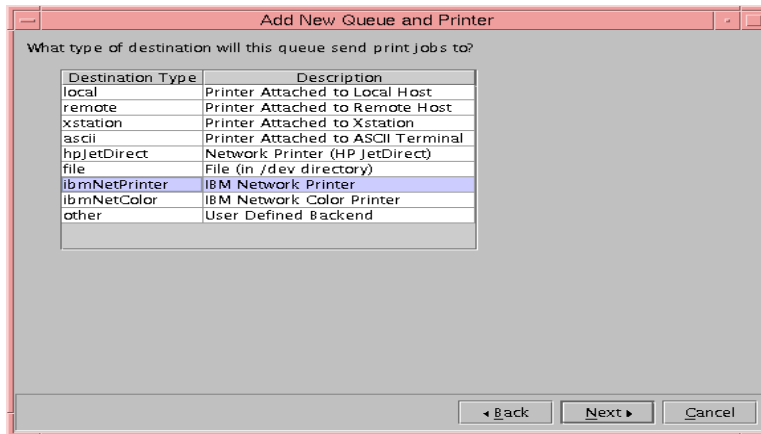 Add New Queue and Printer
What type of destination will this queue send print jobs to?
Destination Type Description
local Printer Attached to Local Host
remote Printer Attached to Remote Host
xstation Printer Attached to Xstation
ascii Printer Attached to ASCII Terminal
hpJetDirect Network Printer (HP JetDirect)
file File (in /dev directory)
ibmNetPrinter IBM Network Printer
ibmNetColor IBM Network Color Printer
other User Defined Backend
Back Next Cancel